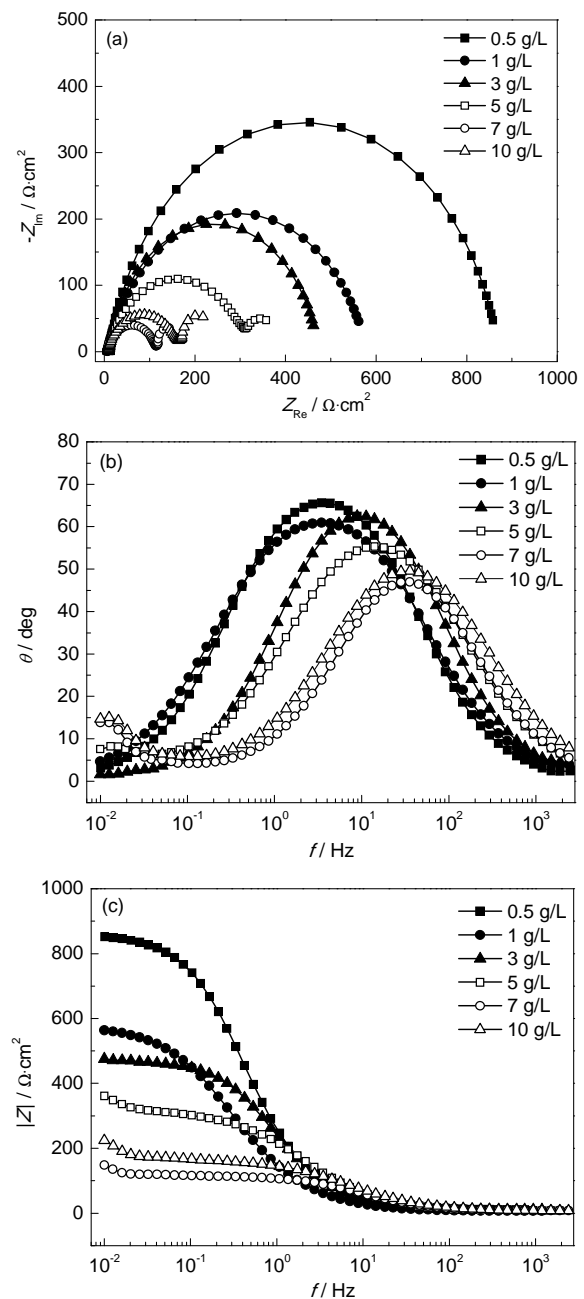 (a)
0.5 g/L
1 g/L
3 g/L
5 g/L
7 g/L
10 g/L
500
400
300
200
100
0
-Z_Im / Ω·cm²
0 200 400 600 800 1000
Z_Re / Ω·cm²
(b)
0.5 g/L
1 g/L
3 g/L
5 g/L
7 g/L
10 g/L
80
70
60
50
40
30
20
10
0
θ / deg
10⁻² 10⁻¹ 10⁰ 10¹ 10² 10³
f / Hz
(c)
0.5 g/L
1 g/L
3 g/L
5 g/L
7 g/L
10 g/L
1000
800
600
400
200
0
|Z| / Ω·cm²
10⁻² 10⁻¹ 10⁰ 10¹ 10² 10³
f / Hz